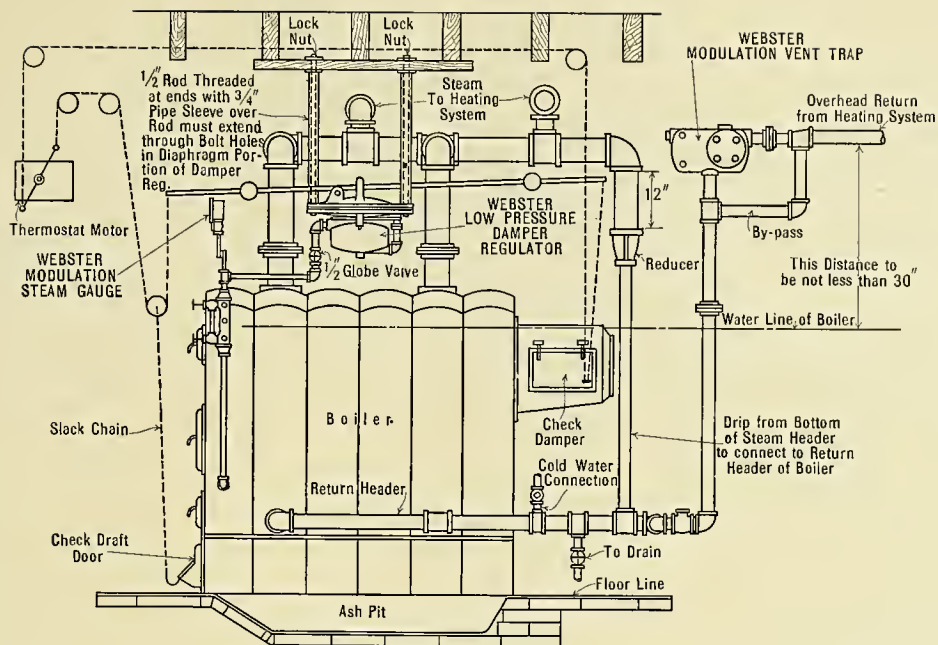 Lock
Nut
Lock
Nut
WEBSTER
MODULATION
VENT TRAP
1/2" Rod Threaded
at ends with 3/4"
Pipe Sleeve over
Rod must extend
through Bolt Holes
in Diaphragm Por-
tion of Damper
Reg.
Steam
To Heating
System
Overhead Return
from Heating System
Thermostat Motor
WEBSTER
MODULATION
STEAM GAUGE
WEBSTER
LOW PRESSURE
DAMPER
REGULATOR
1/2" Globe Valve
12"
Reducer
By-pass
This Distance to
be not less than 30"
Water Line of Boiler
Slack Chain
Boiler
Check
Damper
Drip from Bottom
of Steam Header
to connect to Return
Header of Boiler
Cold Water
Connection
Return Header
Check Draft
Door
To Drain
Floor Line
Ash Pit